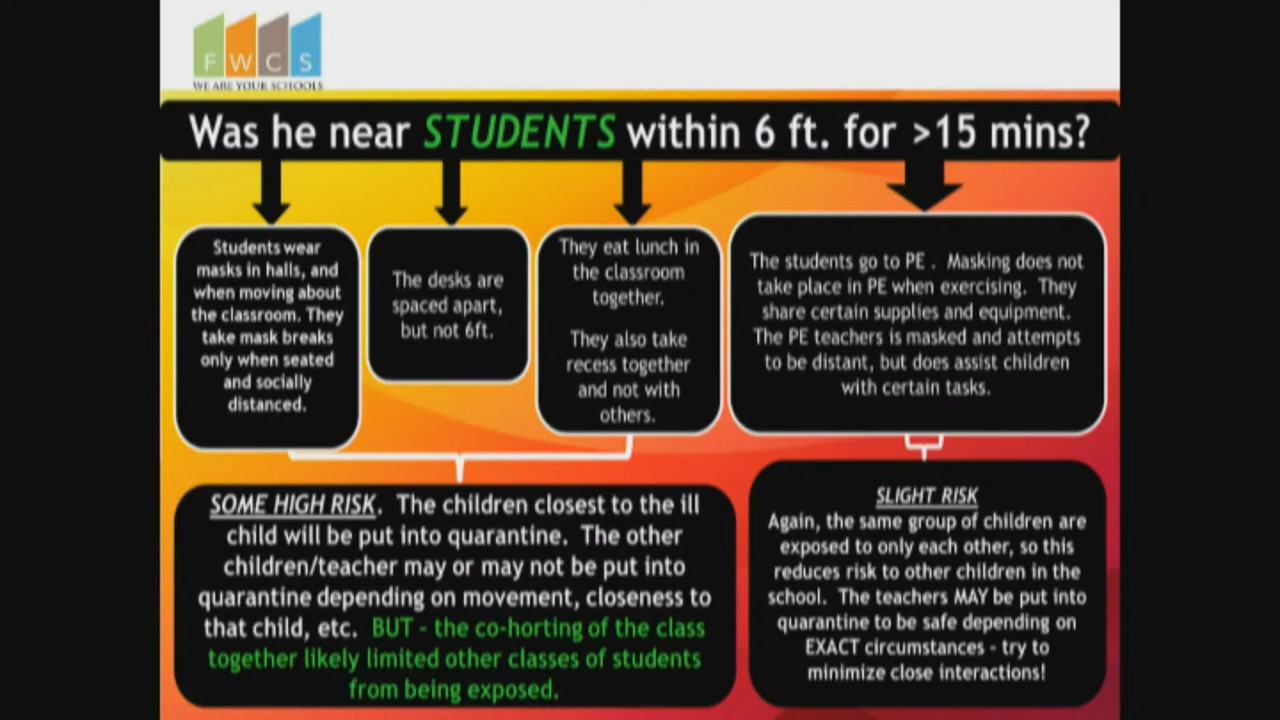 F W C S
WE ARE YOUR SCHOOLS
Was he near STUDENTS within 6 ft. for >15 mins?
Students wear
masks in halls, and
when moving about
the classroom. They
take mask breaks
only when seated
and socially
distanced.
The desks are
spaced apart,
but not 6ft.
They eat lunch in
the classroom
together.
They also take
recess together
and not with
others.
The students go to PE . Masking does not
take place in PE when exercising. They
share certain supplies and equipment.
The PE teachers is masked and attempts
to be distant, but does assist children
with certain tasks.
SOME HIGH RISK. The children closest to the ill
child will be put into quarantine. The other
children/teacher may or may not be put into
quarantine depending on movement, closeness to
that child, etc. BUT - the co-horting of the class
together likely limited other classes of students
from being exposed.
SLIGHT RISK
Again, the same group of children are
exposed to only each other, so this
reduces risk to other children in the
school. The teachers MAY be put into
quarantine to be safe depending on
EXACT circumstances - try to
minimize close interactions!